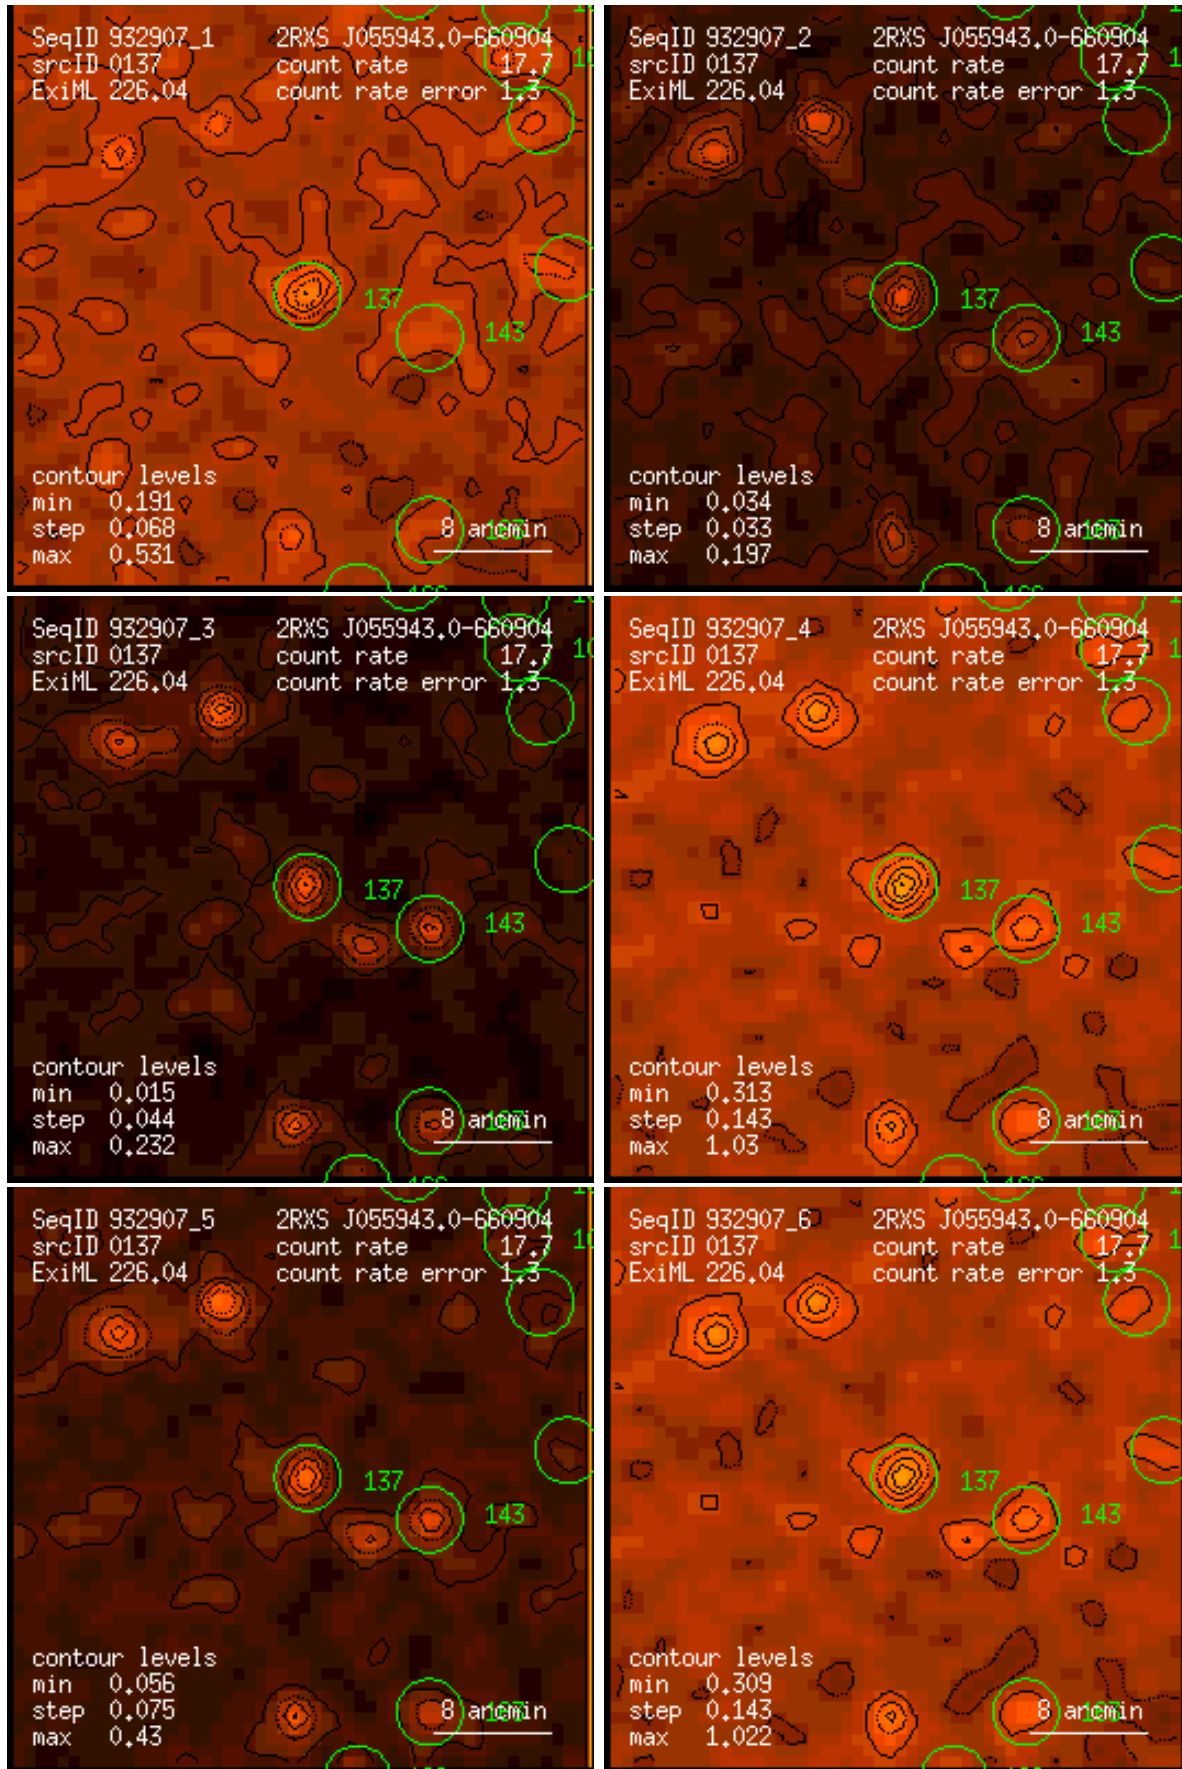 SeqID 932907_1 2RXS J055943.0-660904
srcID 0137 count rate 17.7
ExiML 226.04 count rate error 1.3
137
143
contour levels
min 0.191
step 0.068 8 arcmin
max 0.531
SeqID 932907_2 2RXS J055943.0-660904
srcID 0137 count rate 17.7
ExiML 226.04 count rate error 1.3
137
143
contour levels
min 0.034
step 0.033 8 arcmin
max 0.197
SeqID 932907_3 2RXS J055943.0-660904
srcID 0137 count rate 17.7
ExiML 226.04 count rate error 1.3
137
143
contour levels
min 0.015
step 0.044 8 arcmin
max 0.232
SeqID 932907_4 2RXS J055943.0-660904
srcID 0137 count rate 17.7
ExiML 226.04 count rate error 1.3
137
143
contour levels
min 0.313
step 0.143 8 arcmin
max 1.03
SeqID 932907_5 2RXS J055943.0-660904
srcID 0137 count rate 17.7
ExiML 226.04 count rate error 1.3
137
143
contour levels
min 0.056
step 0.075 8 arcmin
max 0.43
SeqID 932907_6 2RXS J055943.0-660904
srcID 0137 count rate 17.7
ExiML 226.04 count rate error 1.3
137
143
contour levels
min 0.309
step 0.143 8 arcmin
max 1.022